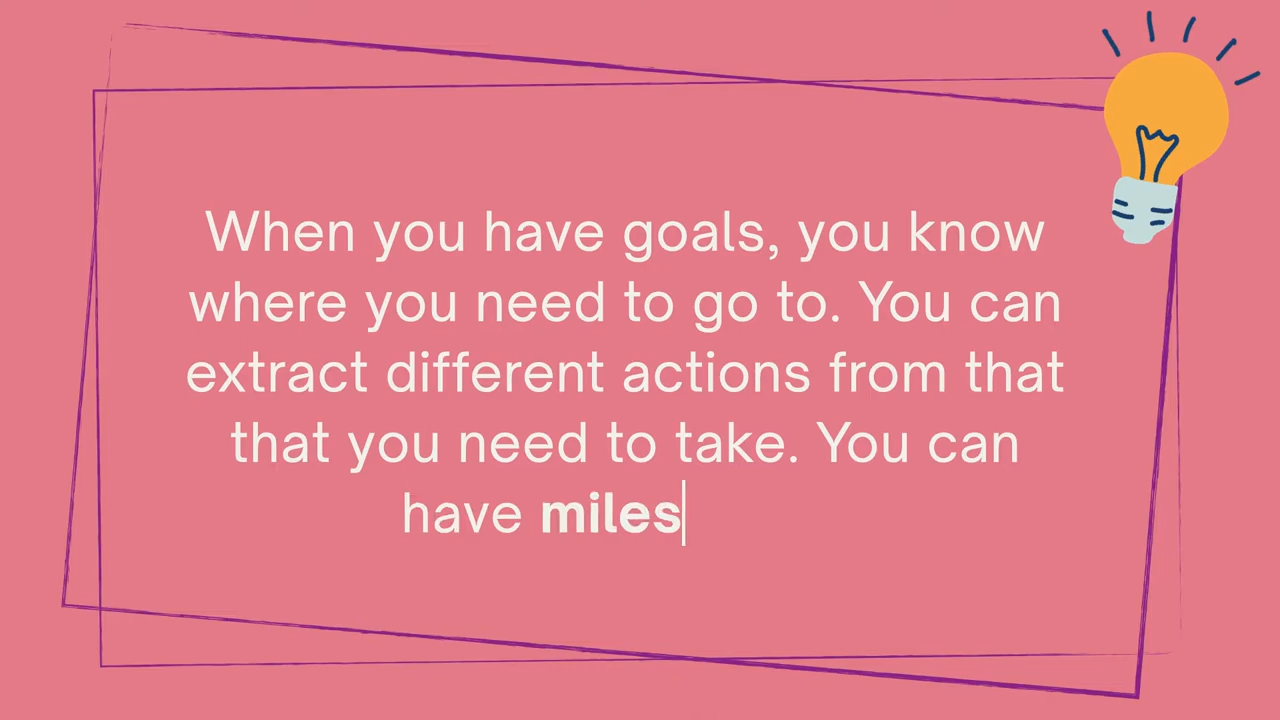 When you have goals, you know
where you need to go to. You can
extract different actions from that
that you need to take. You can
have miles